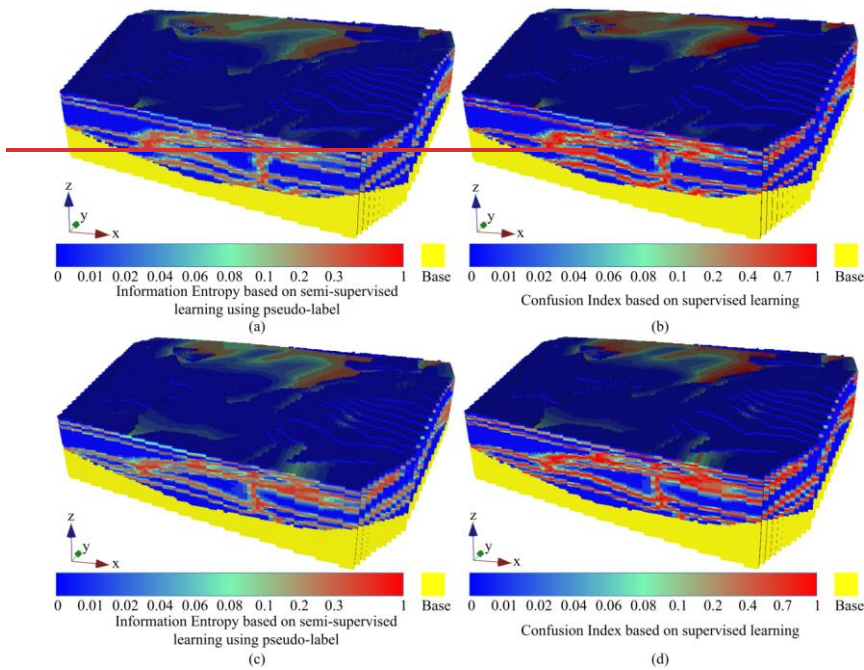 z
y
x
z
y
x
0 0.01 0.02 0.04 0.06 0.08 0.1 0.2 0.3 1 Base
0 0.01 0.02 0.04 0.06 0.08 0.1 0.2 0.4 0.7 1 Base
Information Entropy based on semi-supervised
learning using pseudo-label
(a)
Confusion Index based on supervised learning
(b)
z
y
x
z
y
x
0 0.01 0.02 0.04 0.06 0.08 0.1 0.2 0.3 1 Base
0 0.01 0.02 0.04 0.06 0.08 0.1 0.2 0.4 0.7 1 Base
Information Entropy based on semi-supervised
learning using pseudo-label
(c)
Confusion Index based on supervised learning
(d)